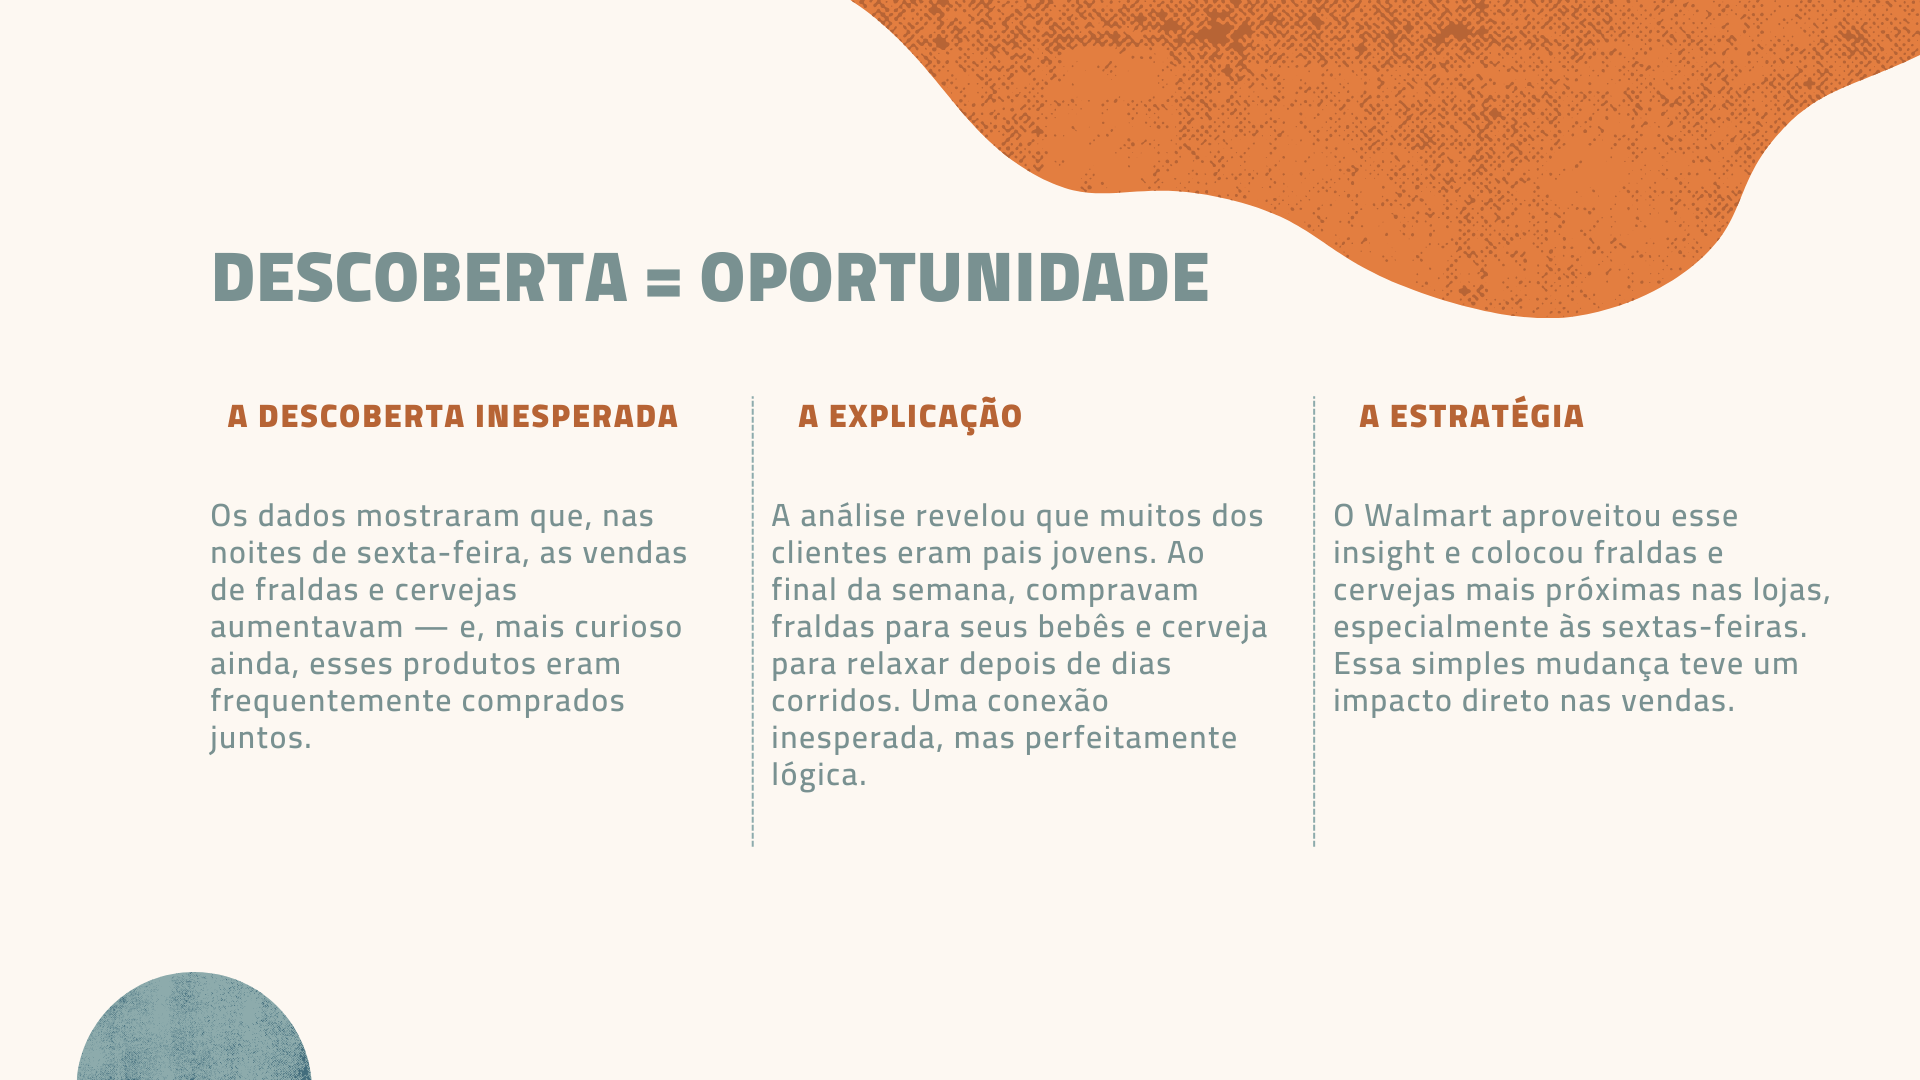 DESCOBERTA = OPORTUNIDADE
A DESCOBERTA INESPERADA
Os dados mostraram que, nas
noites de sexta-feira, as vendas
de fraldas e cervejas
aumentavam — e, mais curioso
ainda, esses produtos eram
frequentemente comprados
juntos.
A EXPLICAÇÃO
A análise revelou que muitos dos
clientes eram pais jovens. Ao
final da semana, compravam
fraldas para seus bebês e cerveja
para relaxar depois de dias
corridos. Uma conexão
inesperada, mas perfeitamente
lógica.
A ESTRATÉGIA
O Walmart aproveitou esse
insight e colocou fraldas e
cervejas mais próximas nas lojas,
especialmente às sextas-feiras.
Essa simples mudança teve um
impacto direto nas vendas.